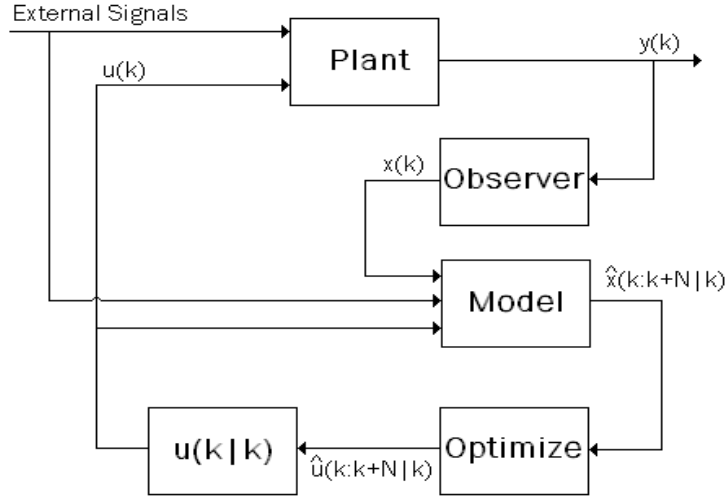 External Signals
Plant
y(k)
u(k)
x(k)
Observer
x̂(k:k+N|k)
Model
u(k|k)
û(k:k+N|k)
Optimize